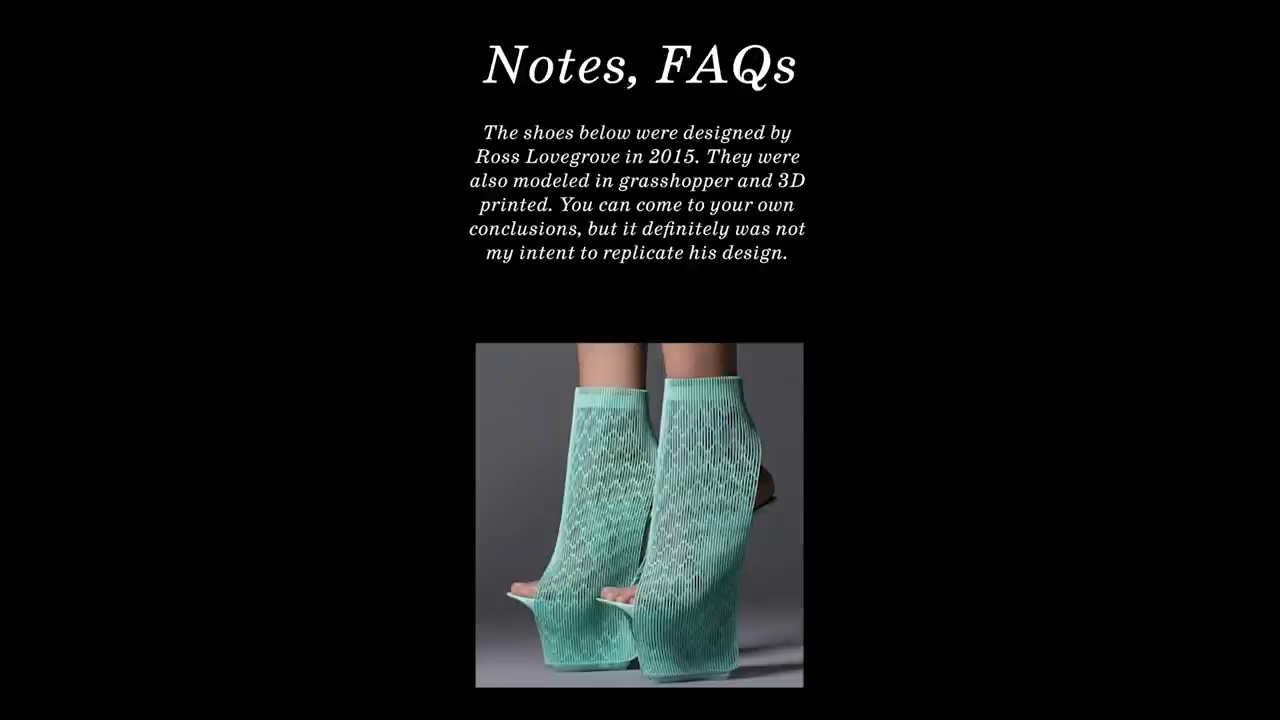 Notes, FAQs
The shoes below were designed by
Ross Lovegrove in 2015. They were
also modeled in grasshopper and 3D
printed. You can come to your own
conclusions, but it definitely was not
my intent to replicate his design.